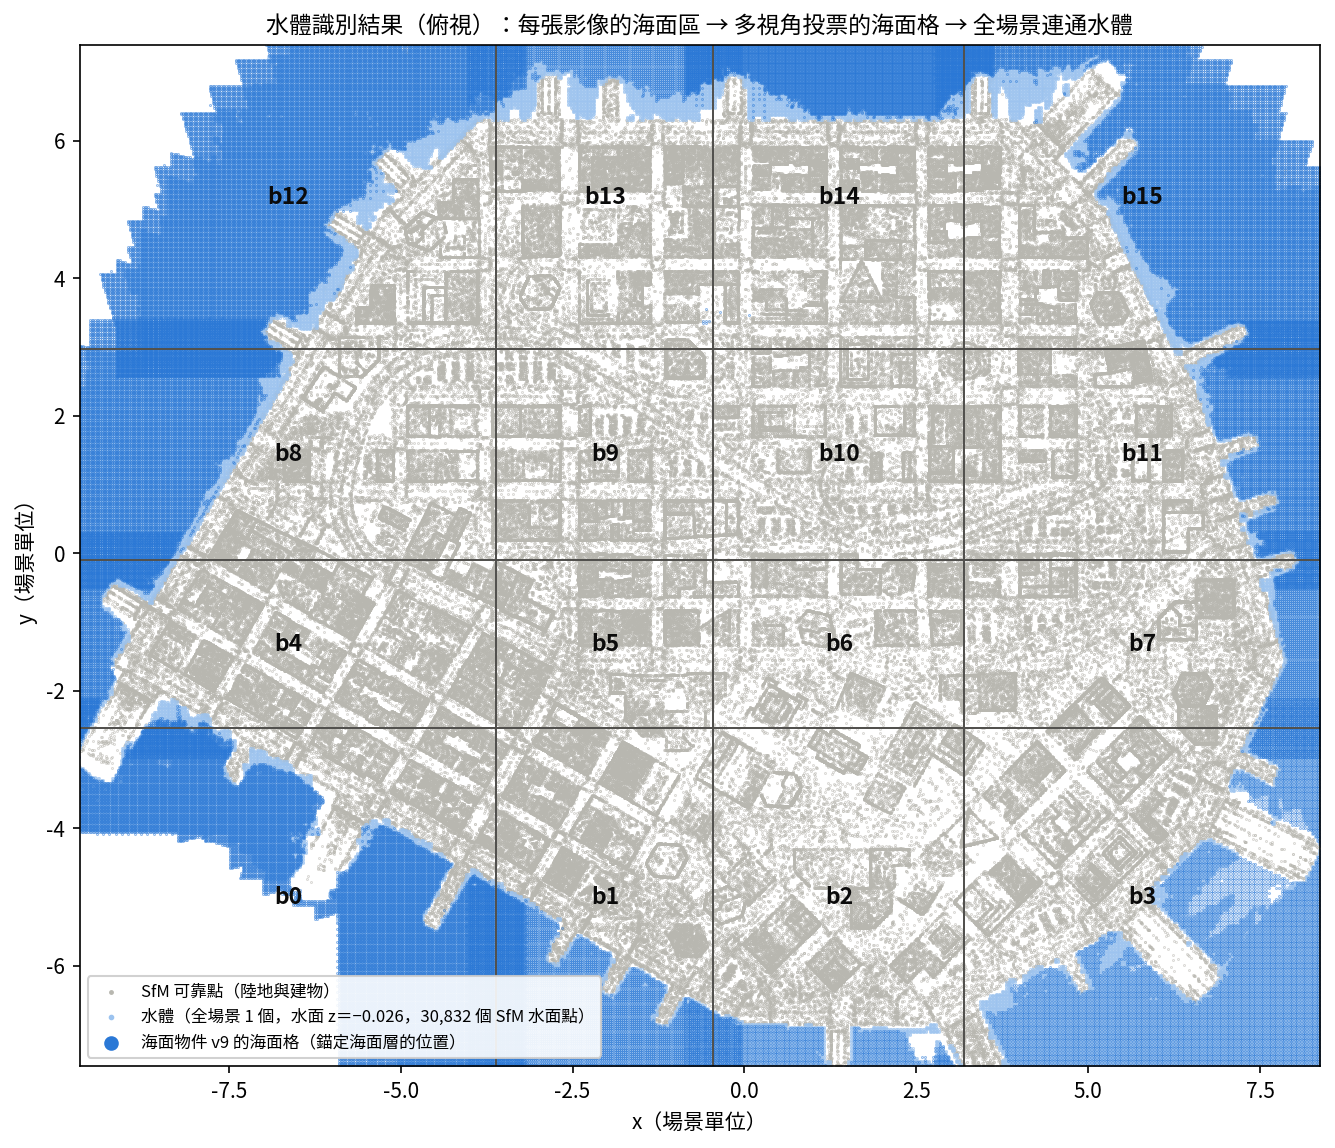 水體識別結果（俯視）：每張影像的海面區 → 多視角投票的海面格 → 全場景連通水體
b12
b13
b14
b15
b8
b9
b10
b11
b4
b5
b6
b7
b0
b1
b2
b3
6
4
2
0
-2
-4
-6
y（場景單位）
SfM 可靠點（陸地與建物）
水體（全場景 1 個，水面 z=−0.026，30,832 個 SfM 水面點）
海面物件 v9 的海面格（錨定海面層的位置）
-7.5
-5.0
-2.5
0.0
2.5
5.0
7.5
x（場景單位）